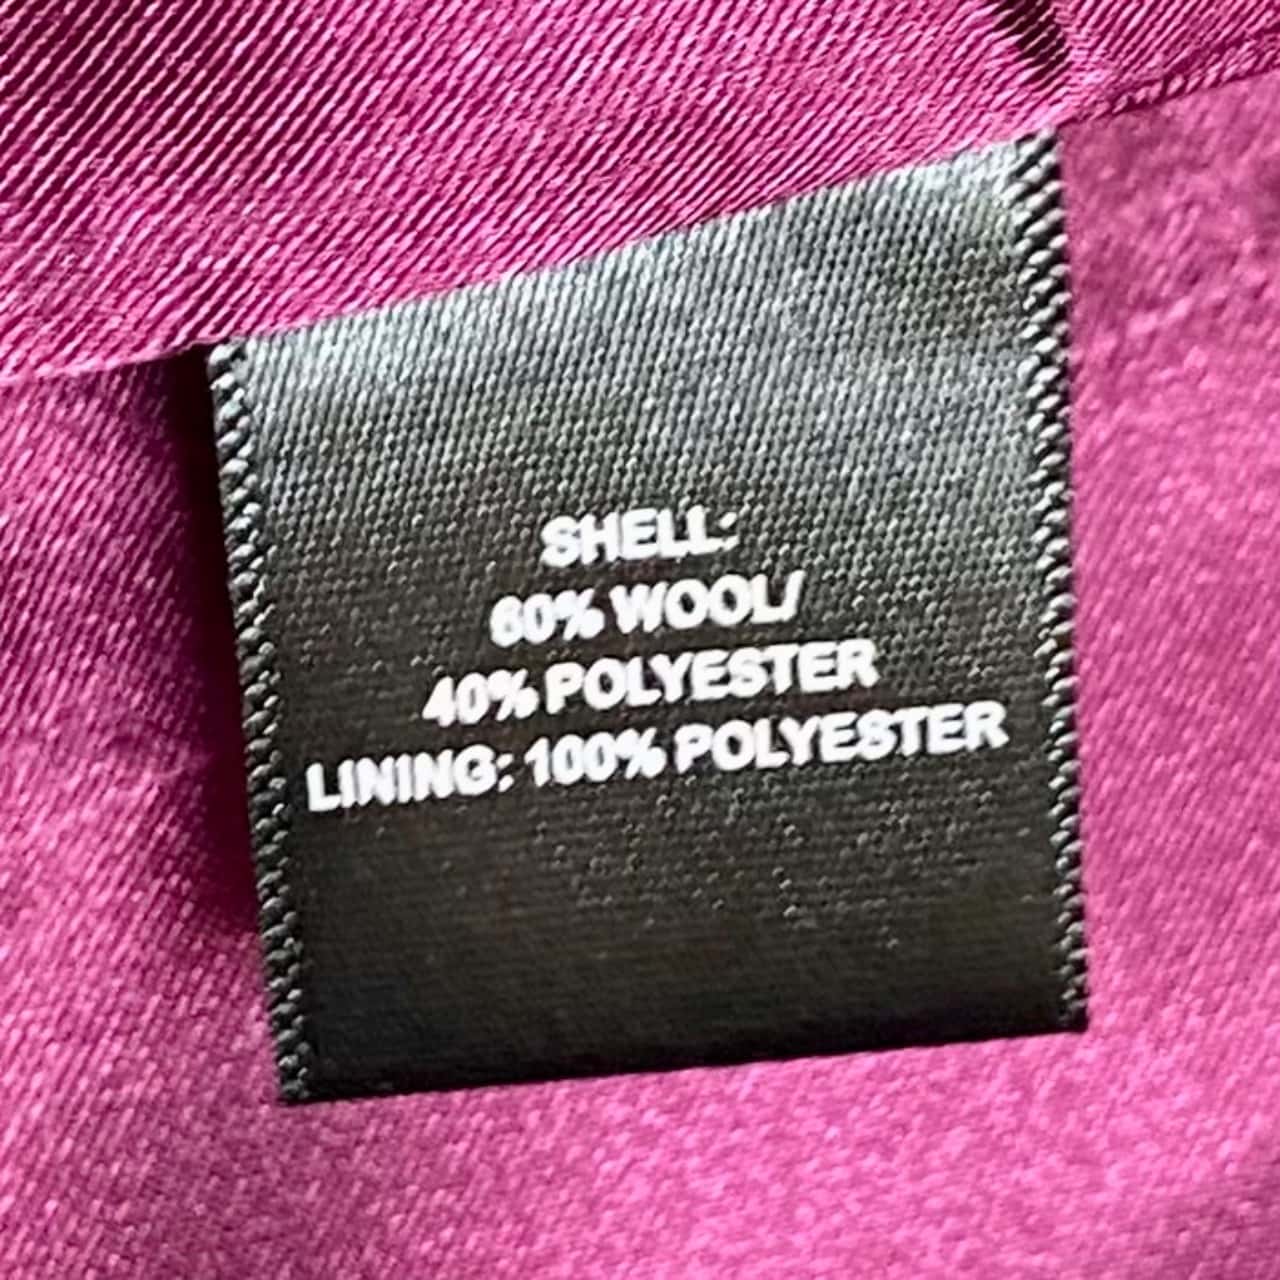 SHELL:
60% WOOL/
40% POLYESTER
LINING: 100% POLYESTER